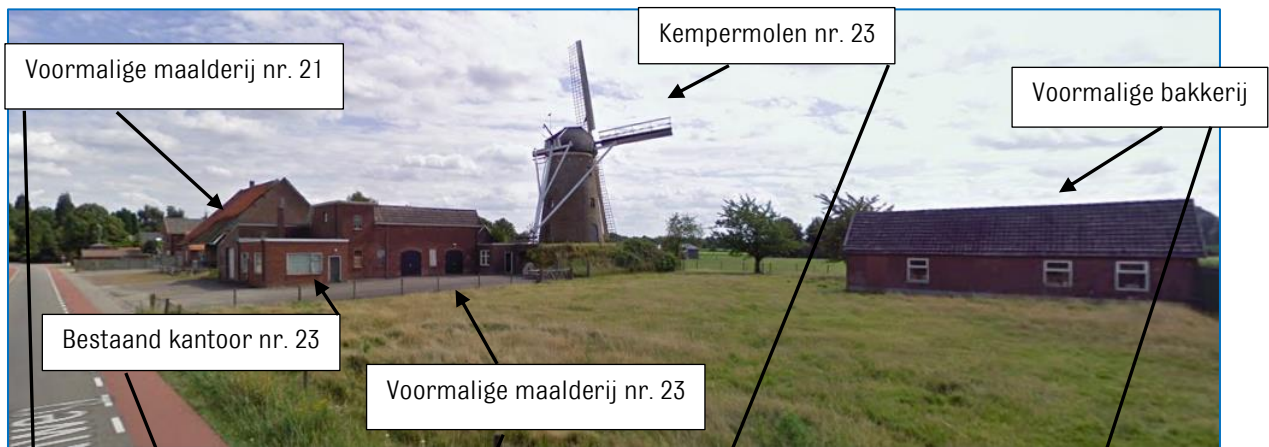 Kempermolen nr. 23
Voormalige maalderij nr. 21
Voormalige bakkerij
Bestaand kantoor nr. 23
Voormalige maalderij nr. 23